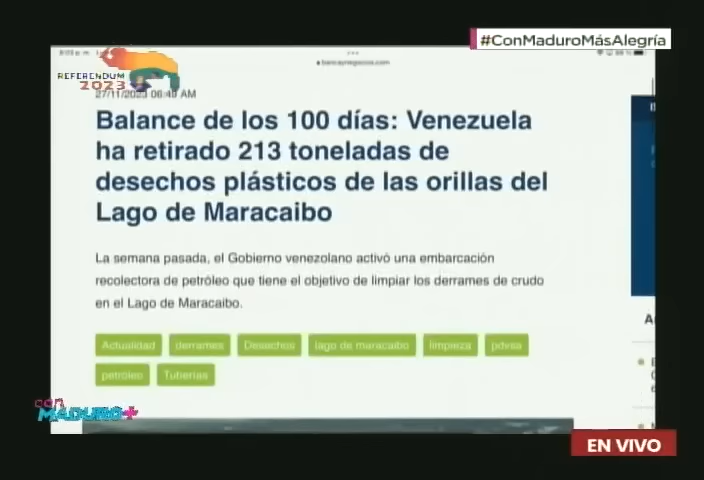 #ConMaduroMásAlegría
bancaynegocios.com
REFERENDUM
2023
27/11/2023 06:49 AM
Balance de los 100 días: Venezuela
ha retirado 213 toneladas de
desechos plásticos de las orillas del
Lago de Maracaibo
La semana pasada, el Gobierno venezolano activó una embarcación
recolectora de petróleo que tiene el objetivo de limpiar los derrames de crudo
en el Lago de Maracaibo.
Actualidad derrames Desechos lago de maracaibo limpieza pdvsa
petróleo Tuberías
con
MADURO+
EN VIVO